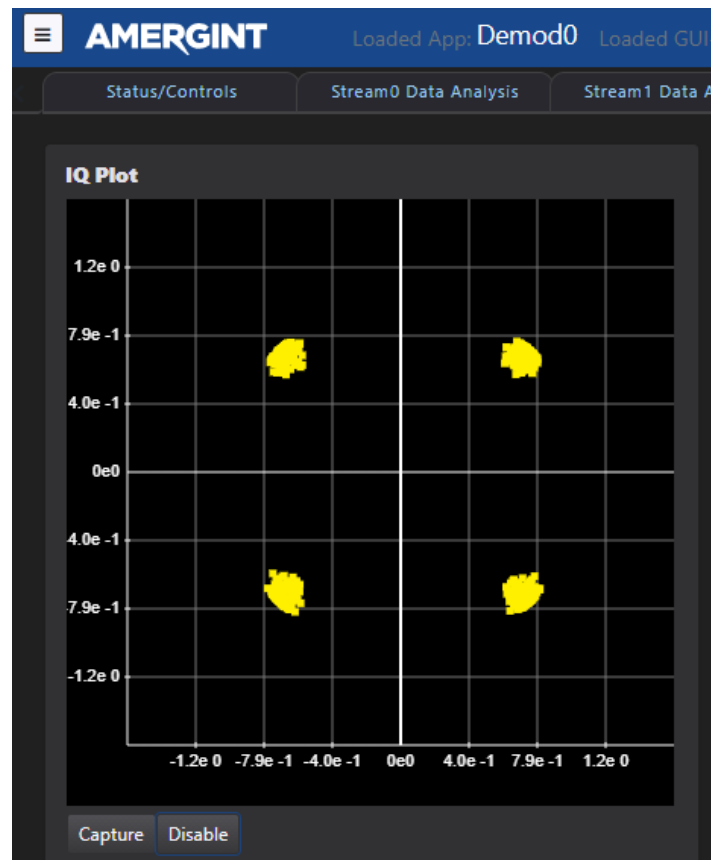 ≡ AMERGINT Loaded App: Demod0 Loaded GUI
Status/Controls Stream0 Data Analysis Stream1 Data A
IQ Plot
1.2e 0
7.9e -1
4.0e -1
0e0
4.0e -1
7.9e -1
-1.2e 0
-1.2e 0 -7.9e -1 -4.0e -1 0e0 4.0e -1 7.9e -1 1.2e 0
Capture Disable